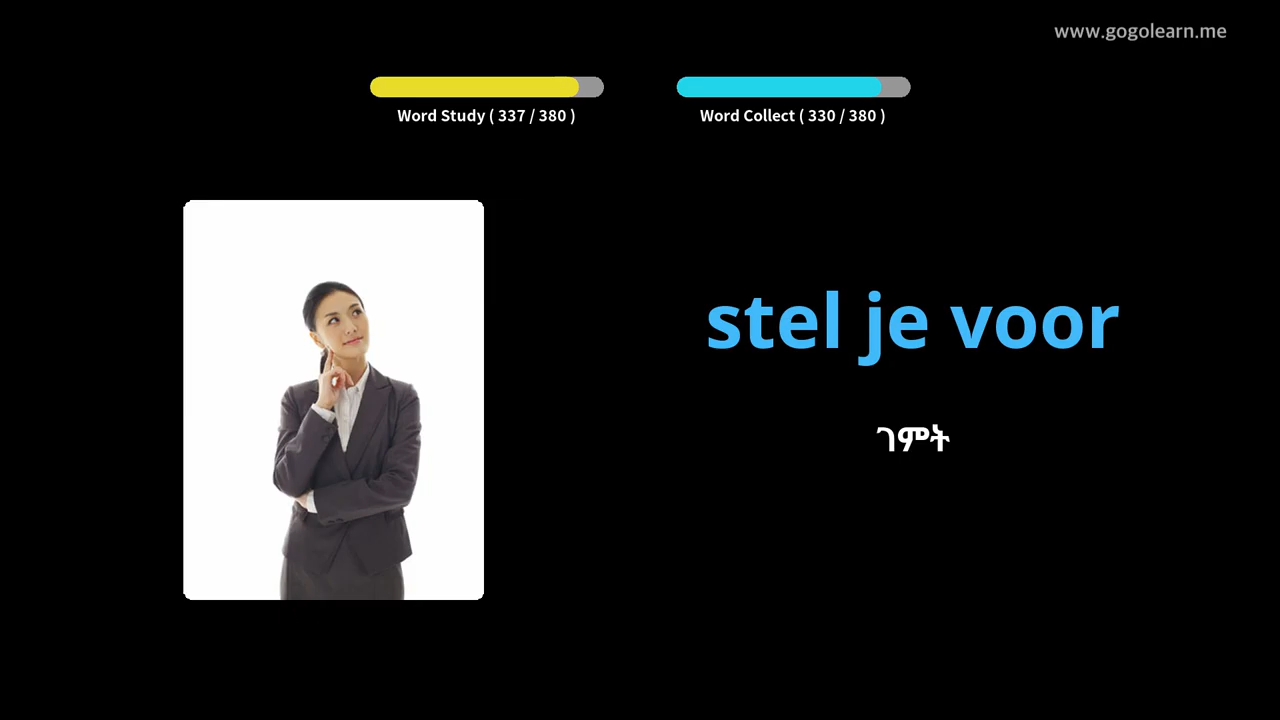 www.gogolearn.me
Word Study ( 337 / 380 )
Word Collect ( 330 / 380 )
stel je voor
ገምት